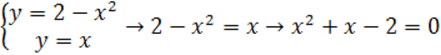 {y = 2 − x² → 2 − x² = x → x² + x − 2 = 0
y = x